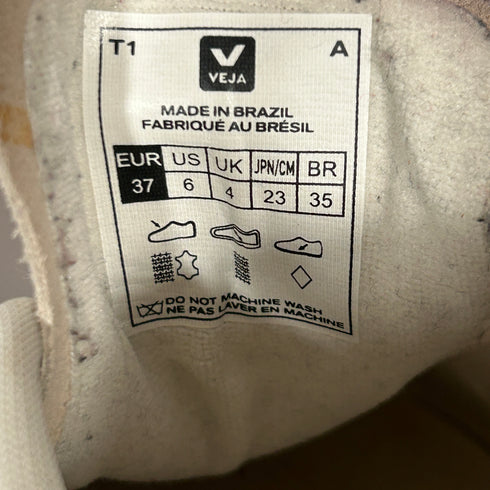 T1 V A
VEJA
MADE IN BRAZIL
FABRIQUÉ AU BRÉSIL
EUR US UK JPN/CM BR
37 6 4 23 35
DO NOT MACHINE WASH
NE PAS LAVER EN MACHINE